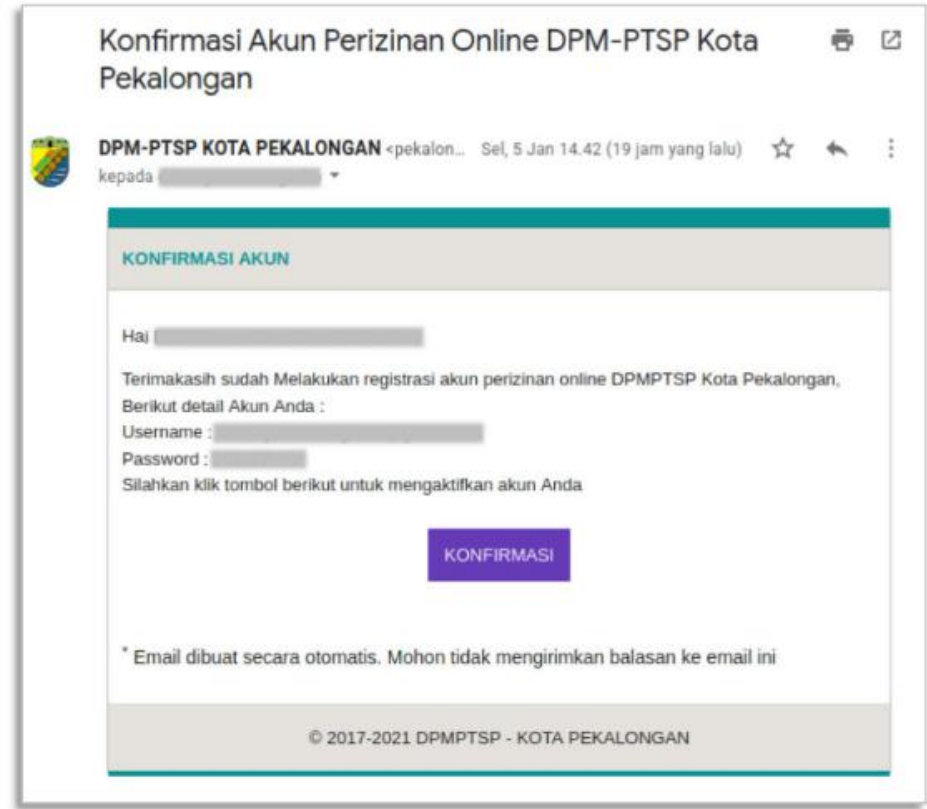 Konfirmasi Akun Perizinan Online DPM-PTSP Kota
Pekalongan
DPM-PTSP KOTA PEKALONGAN <pekalon... Sel, 5 Jan 14.42 (19 jam yang lalu)
kepada
KONFIRMASI AKUN
Hai
Terimakasih sudah Melakukan registrasi akun perizinan online DPMPTSP Kota Pekalongan,
Berikut detail Akun Anda :
Username :
Password :
Silahkan klik tombol berikut untuk mengaktifkan akun Anda
KONFIRMASI
* Email dibuat secara otomatis. Mohon tidak mengirimkan balasan ke email ini
© 2017-2021 DPMPTSP - KOTA PEKALONGAN